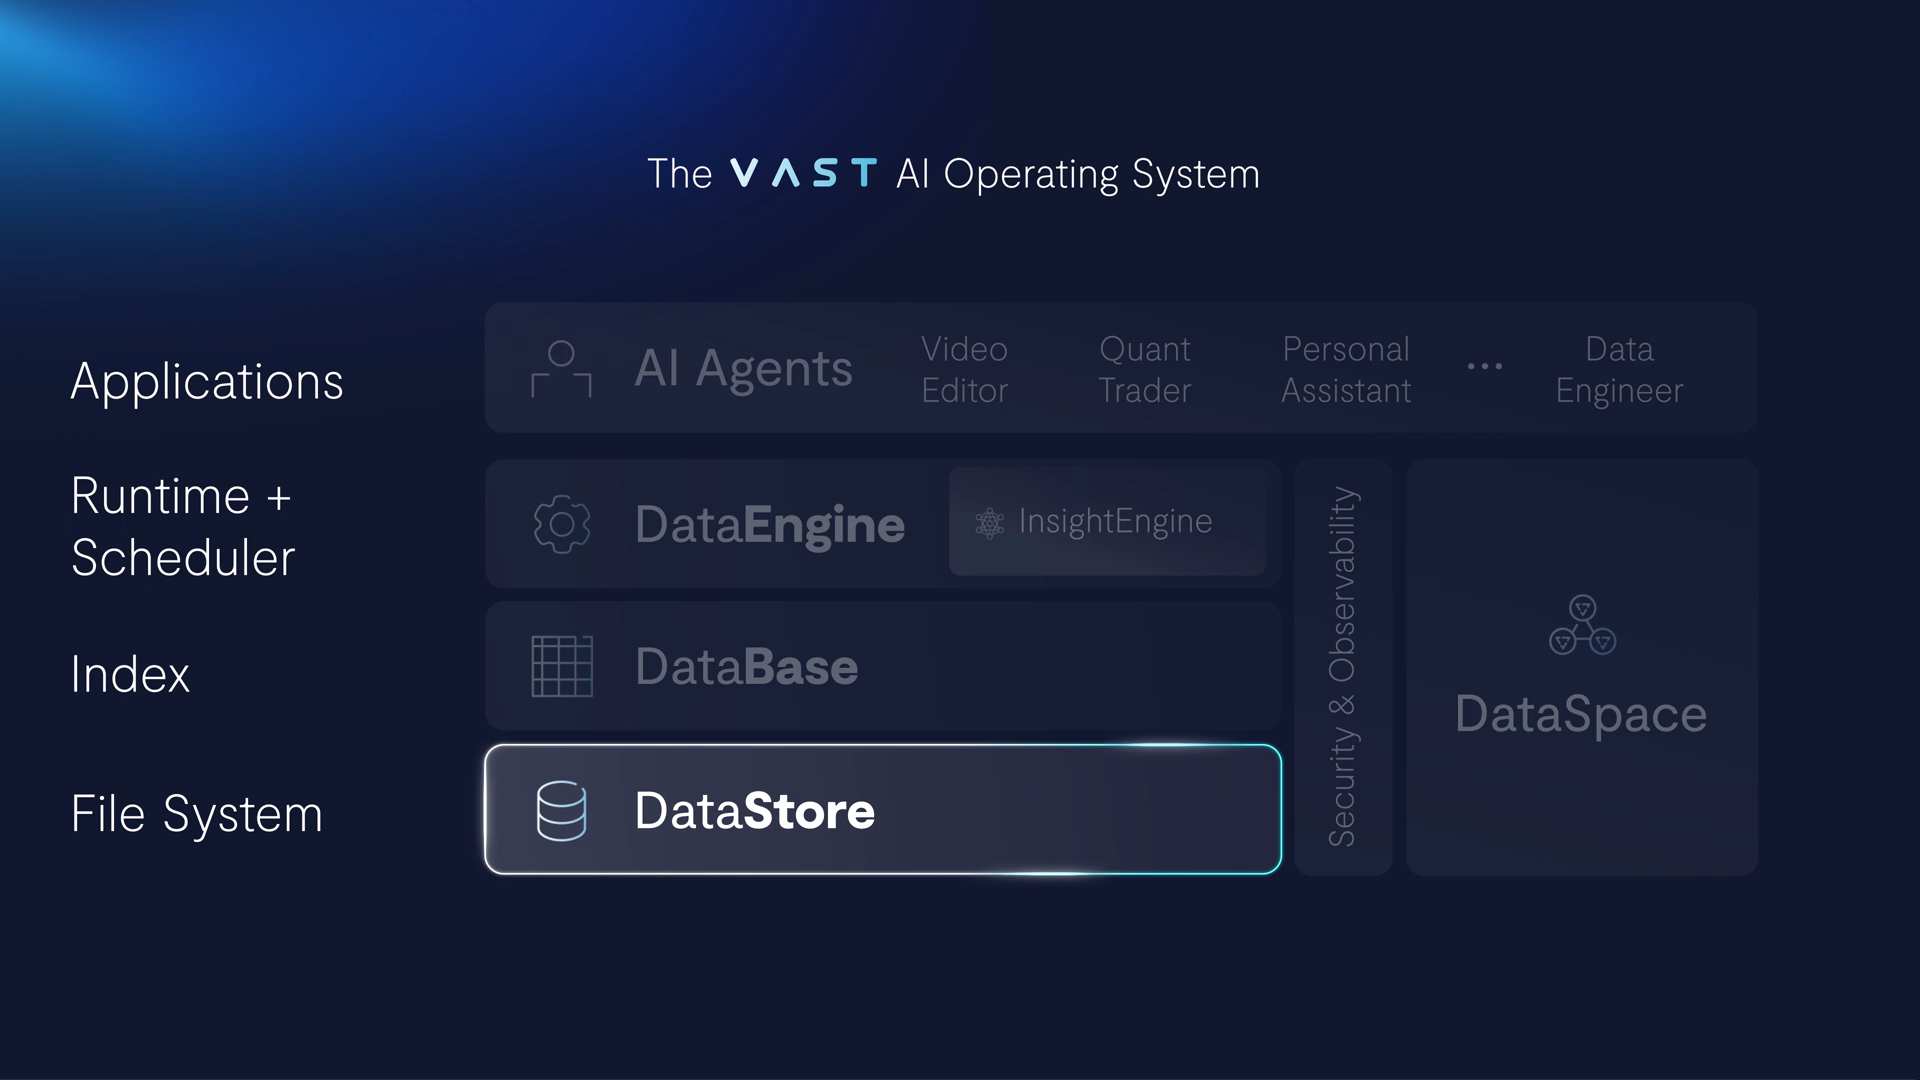 The VAST AI Operating System
Applications
AI Agents
Video
Editor
Quant
Trader
Personal
Assistant
...
Data
Engineer
Runtime +
Scheduler
DataEngine
InsightEngine
Index
DataBase
File System
DataStore
Security & Observability
DataSpace